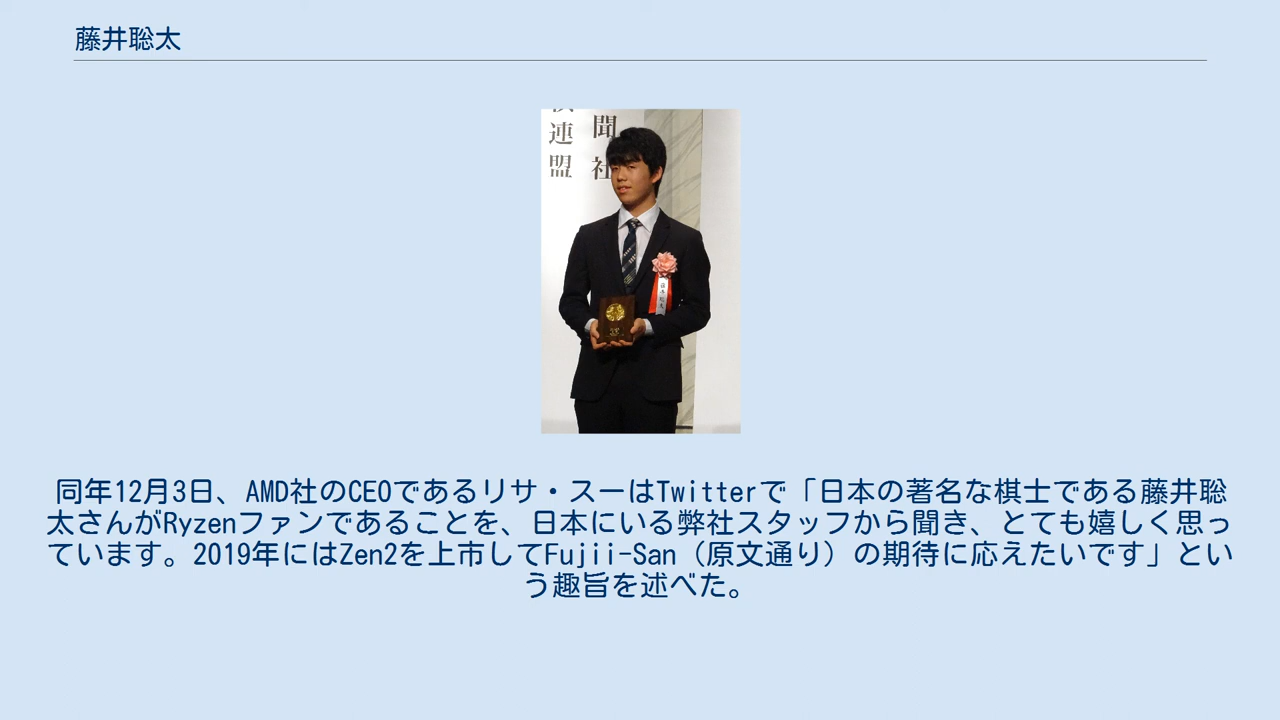 藤井聡太
連盟
聞社
同年12月3日、AMD社のCEOであるリサ・スーはTwitterで「日本の著名な棋士である藤井聡
太さんがRyzenファンであることを、日本にいる弊社スタッフから聞き、とても嬉しく思っ
ています。2019年にはZen2を上市してFujii-San（原文通り）の期待に応えたいです」とい
う趣旨を述べた。